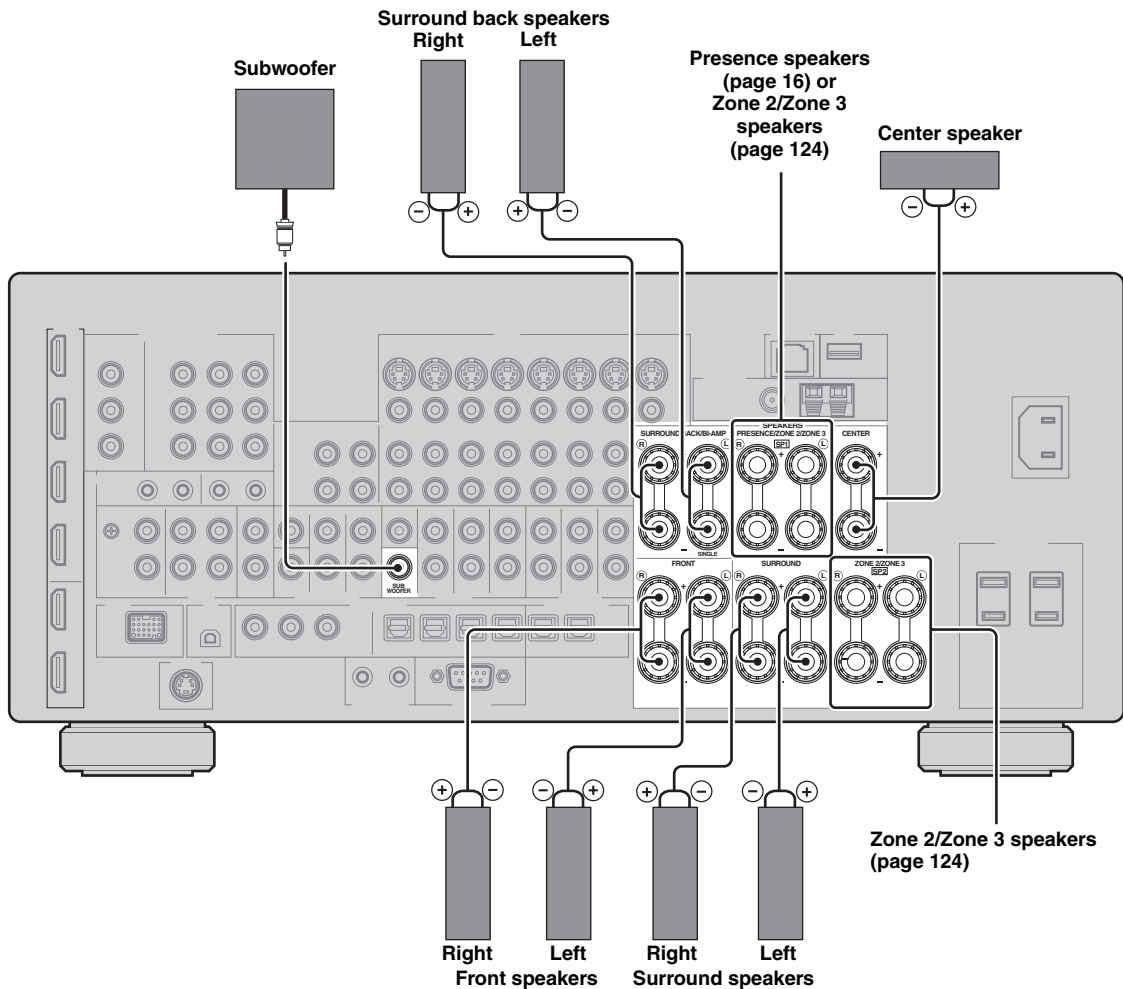 Surround back speakers
Right
Left
Subwoofer
Presence speakers
(page 16) or
Zone 2/Zone 3
speakers
(page 124)
Center speaker
− +
+ −
− +
SPEAKERS
SURROUND BACK/BI-AMP
PRESENCE/ZONE 2/ZONE 3
CENTER
R L
R SP1 L
+
+
−
SINGLE
−
−
SUB
WOOFER
FRONT
SURROUND
ZONE 2/ZONE 3
R L
R L
R SP2 L
+
+
+
−
+ −
− +
+ −
− +
Zone 2/Zone 3 speakers
(page 124)
Right
Left
Right
Left
Front speakers
Surround speakers